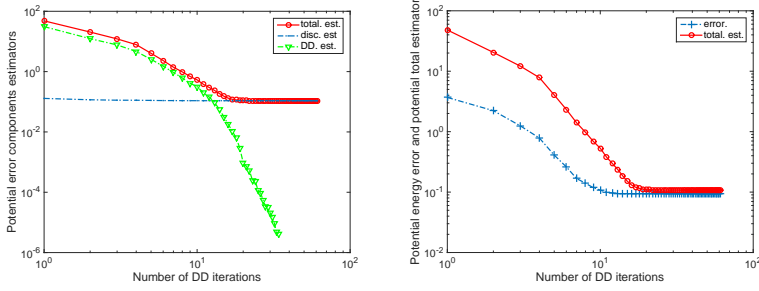 Potential error components estimators
10^2
10^0
10^-2
10^-4
10^-6
total. est.
disc. est
DD. est.
10^0
10^1
10^2
Number of DD iterations
Potential energy error and potential total estimator
10^2
10^1
10^0
10^-1
10^-2
error.
total. est.
10^0
10^1
10^2
Number of DD iterations